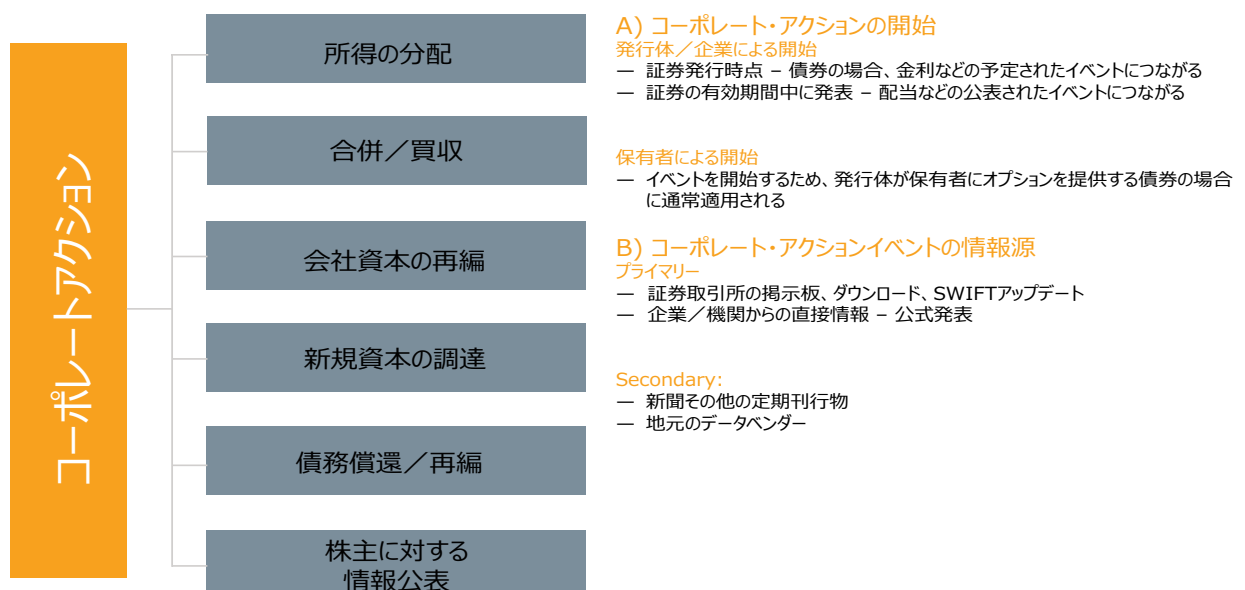 コーポレートアクション
所得の分配
合併／買収
会社資本の再編
新規資本の調達
債務償還／再編
株主に対する
情報公表
A) コーポレート・アクションの開始
発行体／企業による開始
— 証券発行時点 – 債券の場合、金利などの予定されたイベントにつながる
— 証券の有効期間中に発表 – 配当などの公表されたイベントにつながる
保有者による開始
— イベントを開始するため、発行体が保有者にオプションを提供する債券の場合
に通常適用される
B) コーポレート・アクションイベントの情報源
プライマリー
— 証券取引所の掲示板、ダウンロード、SWIFTアップデート
— 企業／機関からの直接情報 – 公式発表
Secondary:
— 新聞その他の定期刊行物
— 地元のデータベンダー